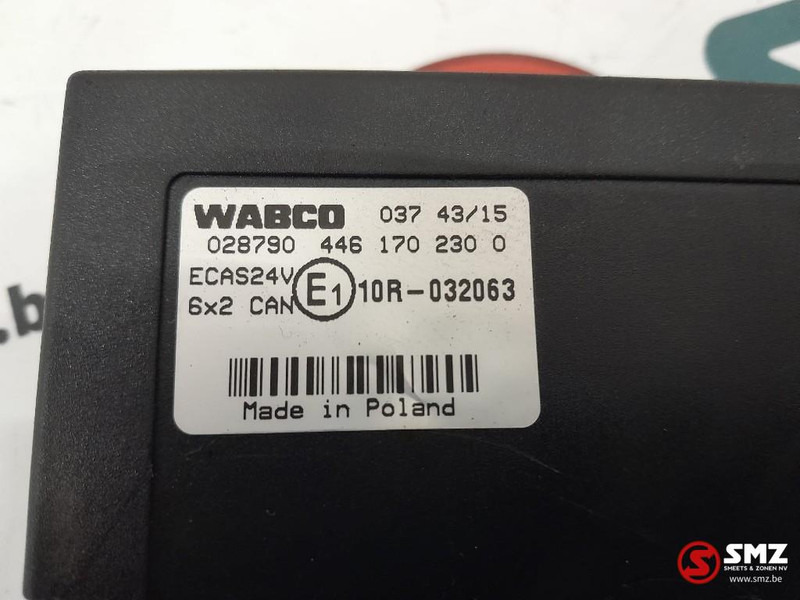 WABCO 037 43/15
028790 446 170 230 0
ECAS24V
6x2 CAN E1 10R-032063
Made in Poland
.b
SMZ
SMEETS & ZONEN NV
www.smz.be